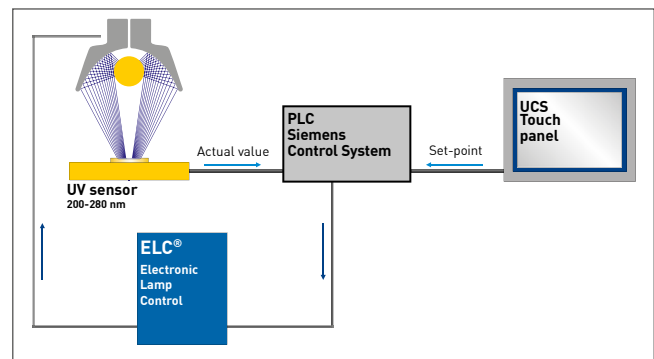 Actual value
PLC
Siemens
Control System
Set-point
UCS
Touch
panel
UV sensor
200-280 nm
ELC®
Electronic
Lamp
Control